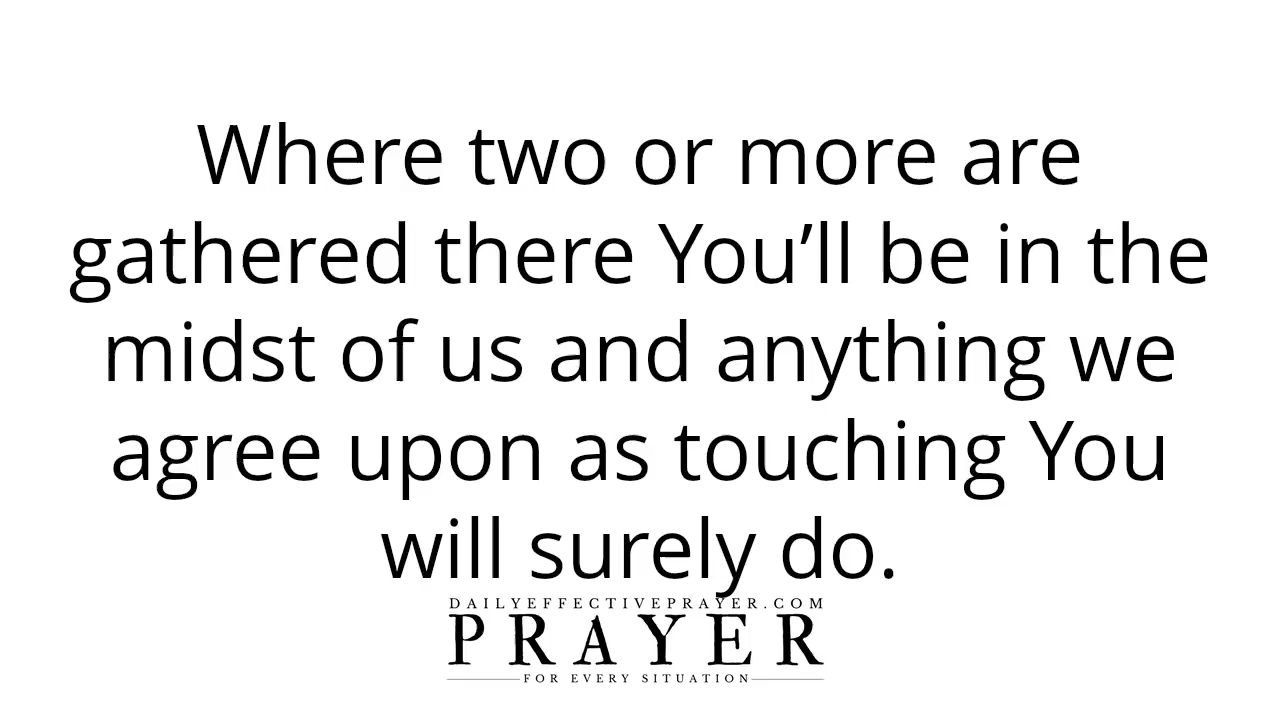 Where two or more are
gathered there You’ll be in the
midst of us and anything we
agree upon as touching You
will surely do.
DAILYEFFECTIVEPRAYER.COM
PRAYER
FOR EVERY SITUATION